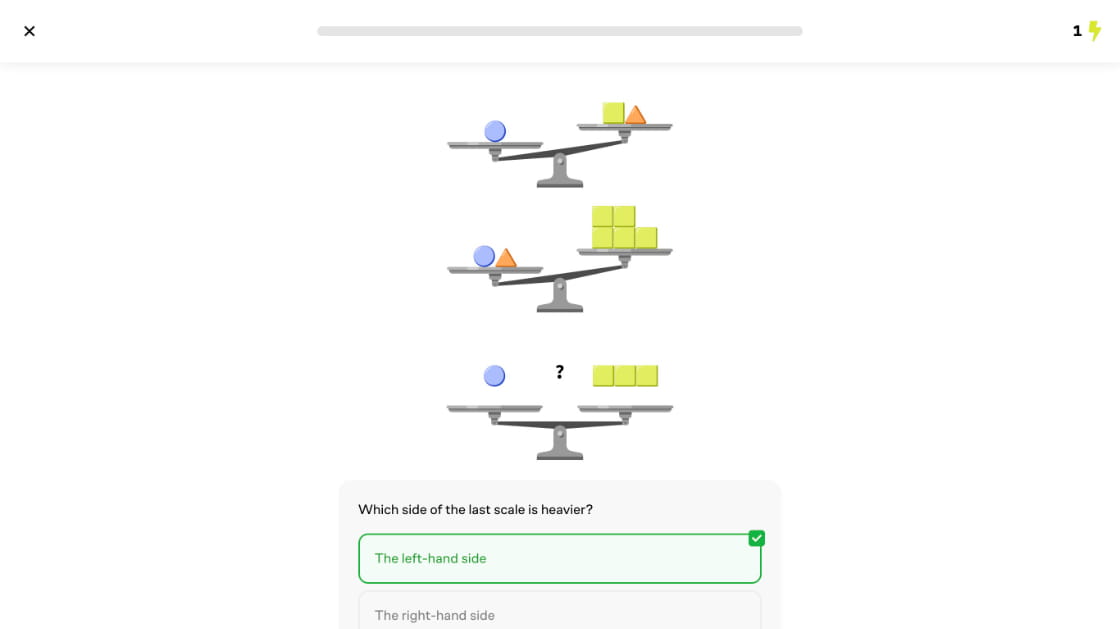 1
?
Which side of the last scale is heavier?
The left-hand side
The right-hand side